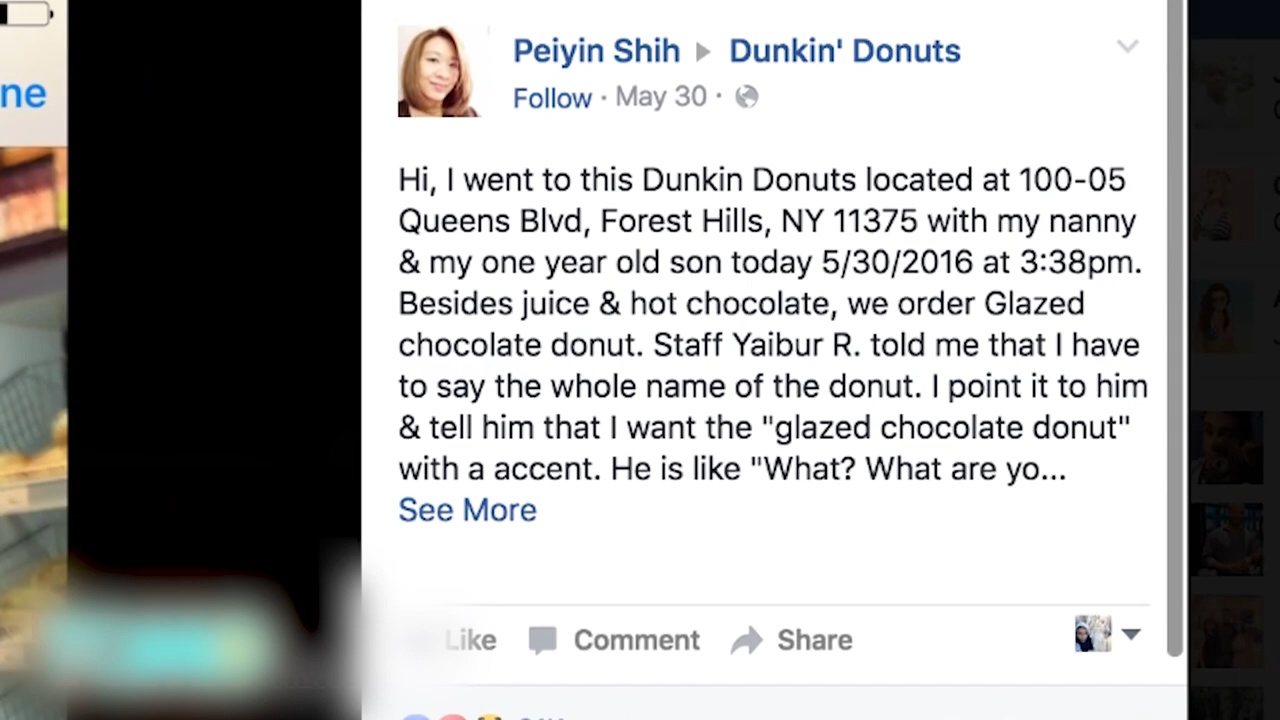 ne
Peiyin Shih ▸ Dunkin' Donuts
Follow · May 30 ·
Hi, I went to this Dunkin Donuts located at 100-05
Queens Blvd, Forest Hills, NY 11375 with my nanny
& my one year old son today 5/30/2016 at 3:38pm.
Besides juice & hot chocolate, we order Glazed
chocolate donut. Staff Yaibur R. told me that I have
to say the whole name of the donut. I point it to him
& tell him that I want the "glazed chocolate donut"
with a accent. He is like "What? What are yo...
See More
Like Comment Share